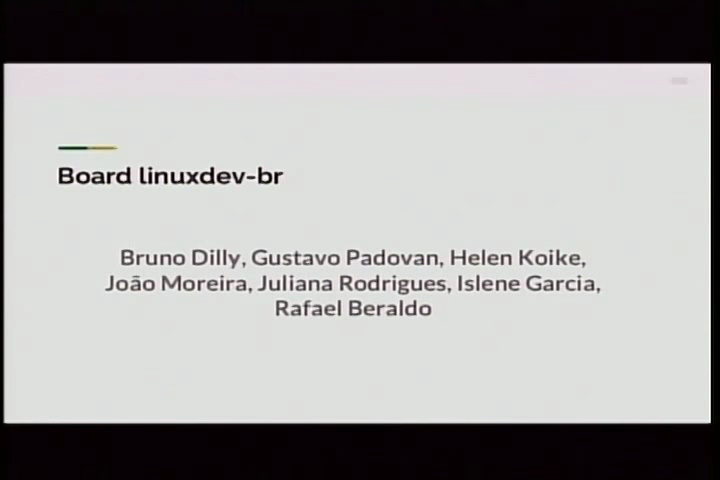 Board linuxdev-br
Bruno Dilly, Gustavo Padovan, Helen Koike,
João Moreira, Juliana Rodrigues, Islene Garcia,
Rafael Beraldo